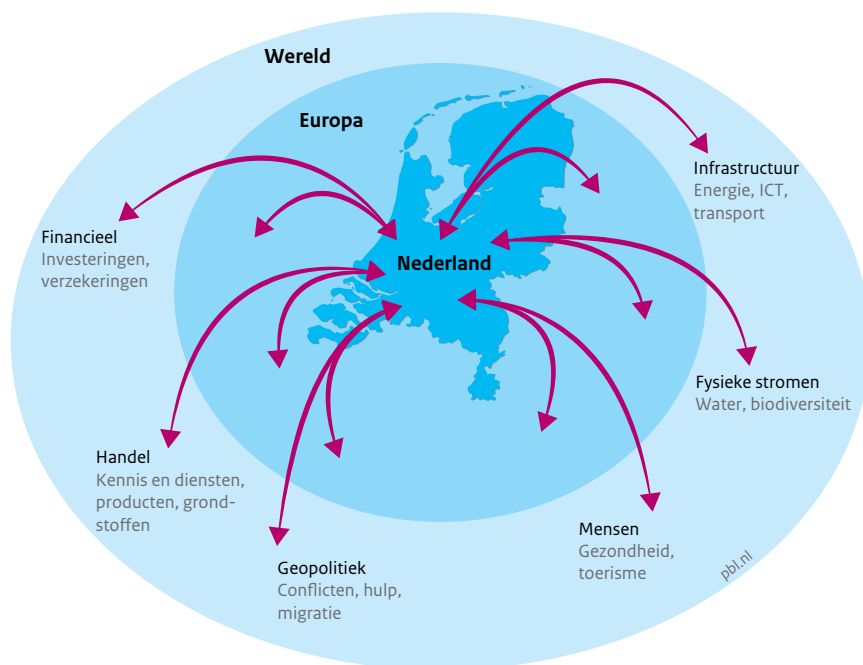 Wereld
Europa
Nederland
Infrastructuur
Energie, ICT,
transport
Financieel
Investeringen,
verzekeringen
Fysieke stromen
Water, biodiversiteit
Handel
Kennis en diensten,
producten, grond-
stoffen
Mensen
Gezondheid,
toerisme
Geopolitiek
Conflicten, hulp,
migratie
pbl.nl